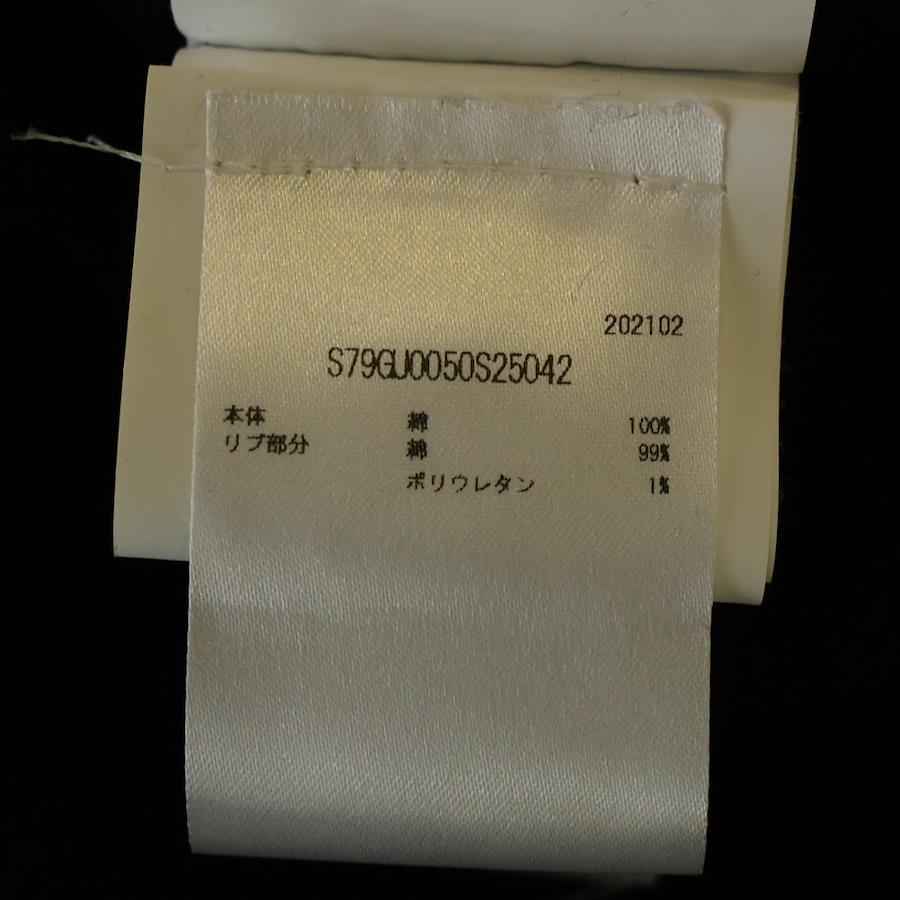 202102
S79GU0050S25042
本体 綿 100%
リブ部分 綿 99%
ポリウレタン 1%